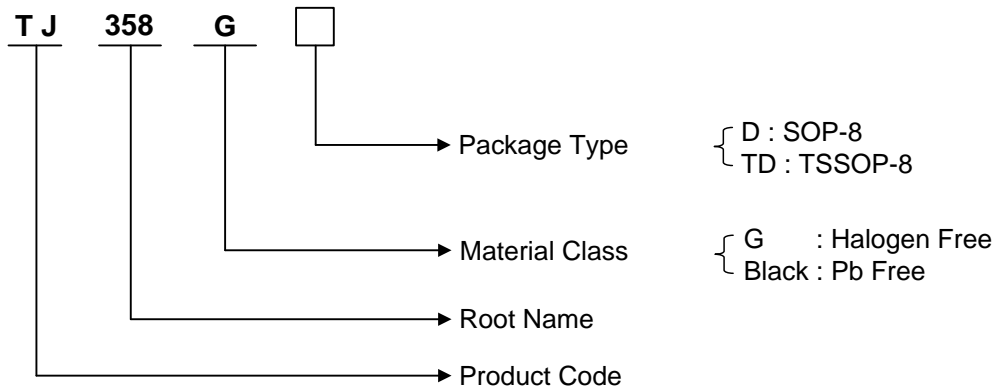 T J 358 G
Package Type
D : SOP-8
TD : TSSOP-8
Material Class
G : Halogen Free
Black : Pb Free
Root Name
Product Code